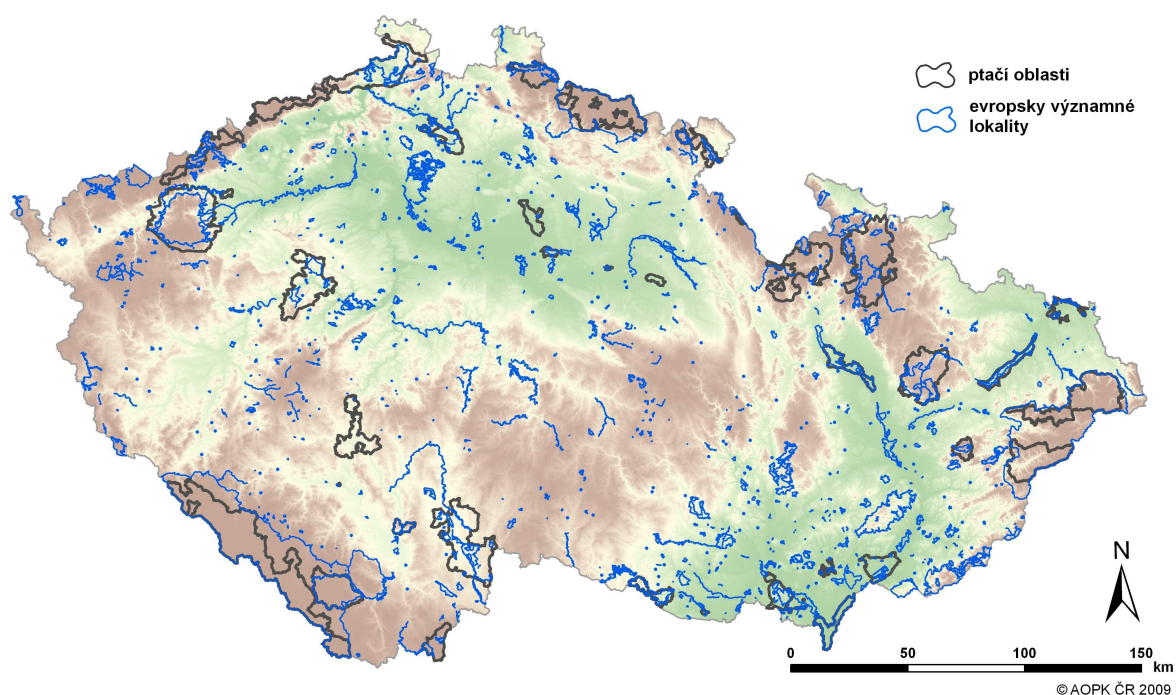 ptačí oblasti
evropsky významné
lokality
N
0 50 100 150
km
© AOPK ČR 2009